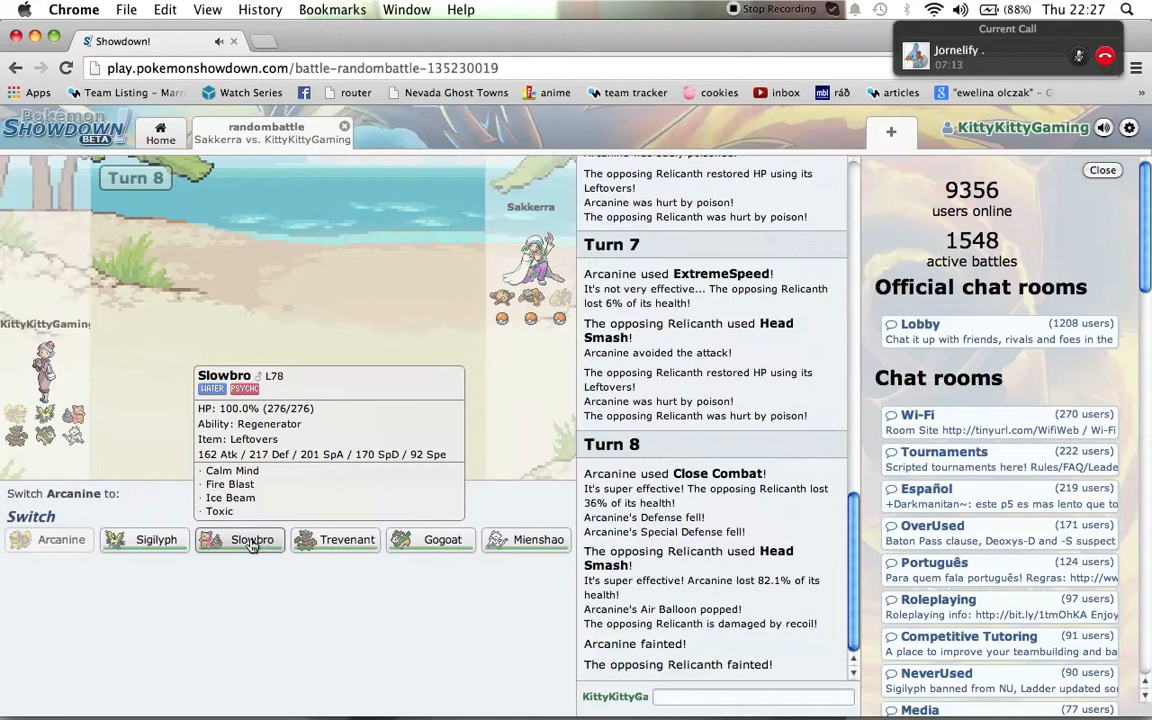 Chrome File Edit View History Bookmarks Window Help
Stop Recording (88%) Thu 22:27
Current Call
Jornelify .
07:13
Showdown!
play.pokemonshowdown.com/battle-randombattle-135230019
Apps Team Listing – Mar Watch Series router Nevada Ghost Towns anime team tracker cookies inbox ráð articles "ewelina olczak" – G
Pokémon
SHOWDOWN!
BETA
Home
randombattle
Sakkerra vs. KittyKittyGaming
+
KittyKittyGaming
Turn 8
Sakkerra
KittyKittyGaming
Slowbro ♂ L78
WATER PSYCHC
HP: 100.0% (276/276)
Ability: Regenerator
Item: Leftovers
162 Atk / 217 Def / 201 SpA / 170 SpD / 92 Spe
· Calm Mind
· Fire Blast
· Ice Beam
· Toxic
Switch Arcanine to:
Switch
Arcanine Sigilyph Slowbro Trevenant Gogoat Mienshao
The opposing Relicanth restored HP using its
Leftovers!
Arcanine was hurt by poison!
The opposing Relicanth was hurt by poison!
Turn 7
Arcanine used ExtremeSpeed!
It's not very effective... The opposing Relicanth
lost 6% of its health!
The opposing Relicanth used Head
Smash!
Arcanine avoided the attack!
The opposing Relicanth restored HP using its
Leftovers!
Arcanine was hurt by poison!
The opposing Relicanth was hurt by poison!
Turn 8
Arcanine used Close Combat!
It's super effective! The opposing Relicanth lost
36% of its health!
Arcanine's Defense fell!
Arcanine's Special Defense fell!
The opposing Relicanth used Head
Smash!
It's super effective! Arcanine lost 82.1% of its
health!
Arcanine's Air Balloon popped!
The opposing Relicanth is damaged by recoil!
Arcanine fainted!
The opposing Relicanth fainted!
KittyKittyGa
Close
9356
users online
1548
active battles
Official chat rooms
Lobby (1208 users)
Chat it up with friends, rivals and foes in the
Chat rooms
Wi-Fi (270 users)
Room Site http://tinyurl.com/WifiWeb / Wi-F
Tournaments (222 users)
Scripted tournaments here! Rules/FAQ/Leade
Español (219 users)
+Darkmanitan~: este p5 es mas lento que to
OverUsed (171 users)
Baton Pass clause, Deoxys-D and -S suspect
Português (124 users)
Para quem fala português! Regras: http://ww
Roleplaying (97 users)
Roleplaying info: http://bit.ly/1tmOhKA Enjoy
Competitive Tutoring (91 users)
A place to improve your teambuilding and ba
NeverUsed (90 users)
Sigilyph banned from NU, Ladder updated so
Media (77 users)